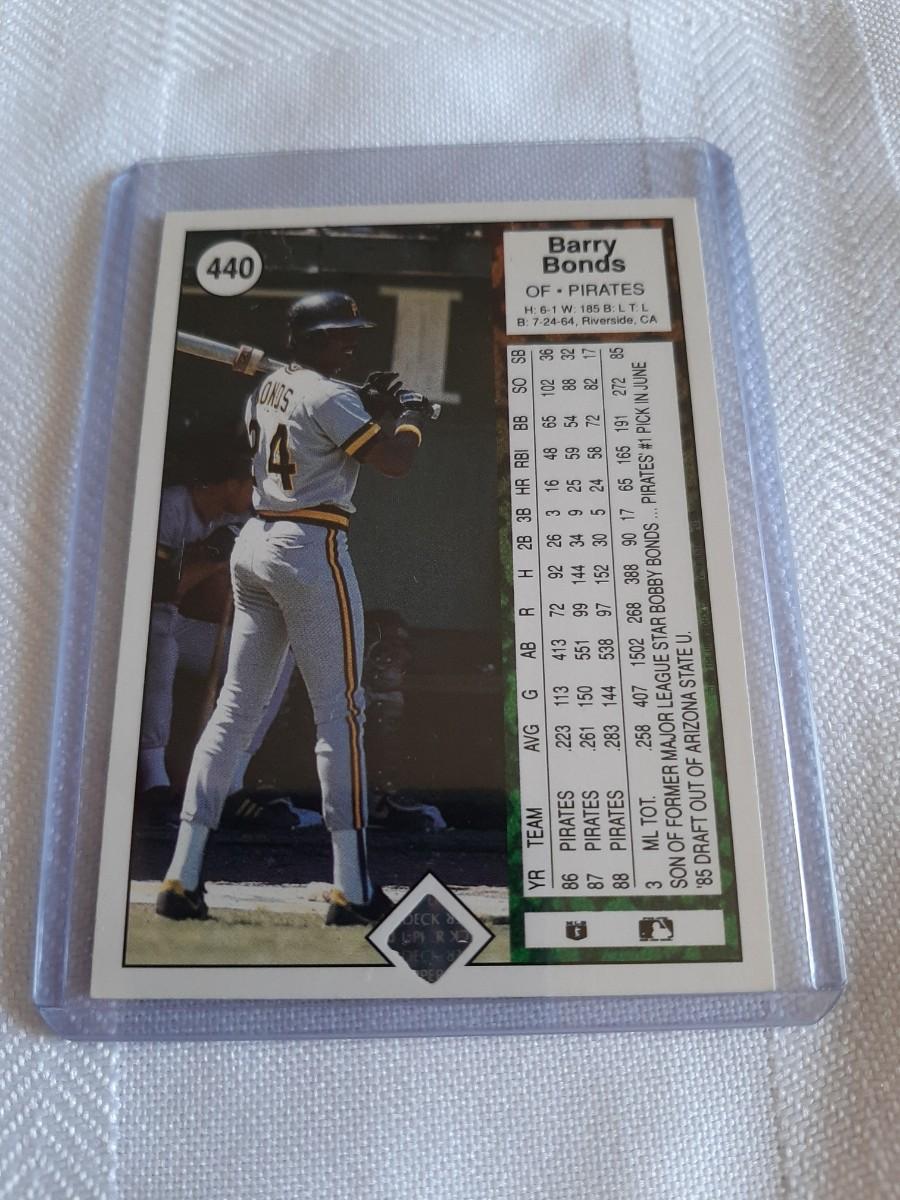 440
Barry
Bonds
OF • PIRATES
H: 6-1 W: 185 B: L T: L
B: 7-24-64, Riverside, CA
ONDS
24
YR TEAM AVG G AB R H 2B 3B HR RBI BB SO SB
86 PIRATES .223 113 413 72 92 26 3 16 48 65 102 36
87 PIRATES .261 150 551 99 144 34 9 25 59 54 88 32
88 PIRATES .283 144 538 97 152 30 5 24 58 72 82 17
3 ML TOT. .258 407 1502 268 388 90 17 65 165 191 272 85
SON OF FORMER MAJOR LEAGUE STAR BOBBY BONDS ... PIRATES' #1 PICK IN JUNE
'85 DRAFT OUT OF ARIZONA STATE U.
DECK